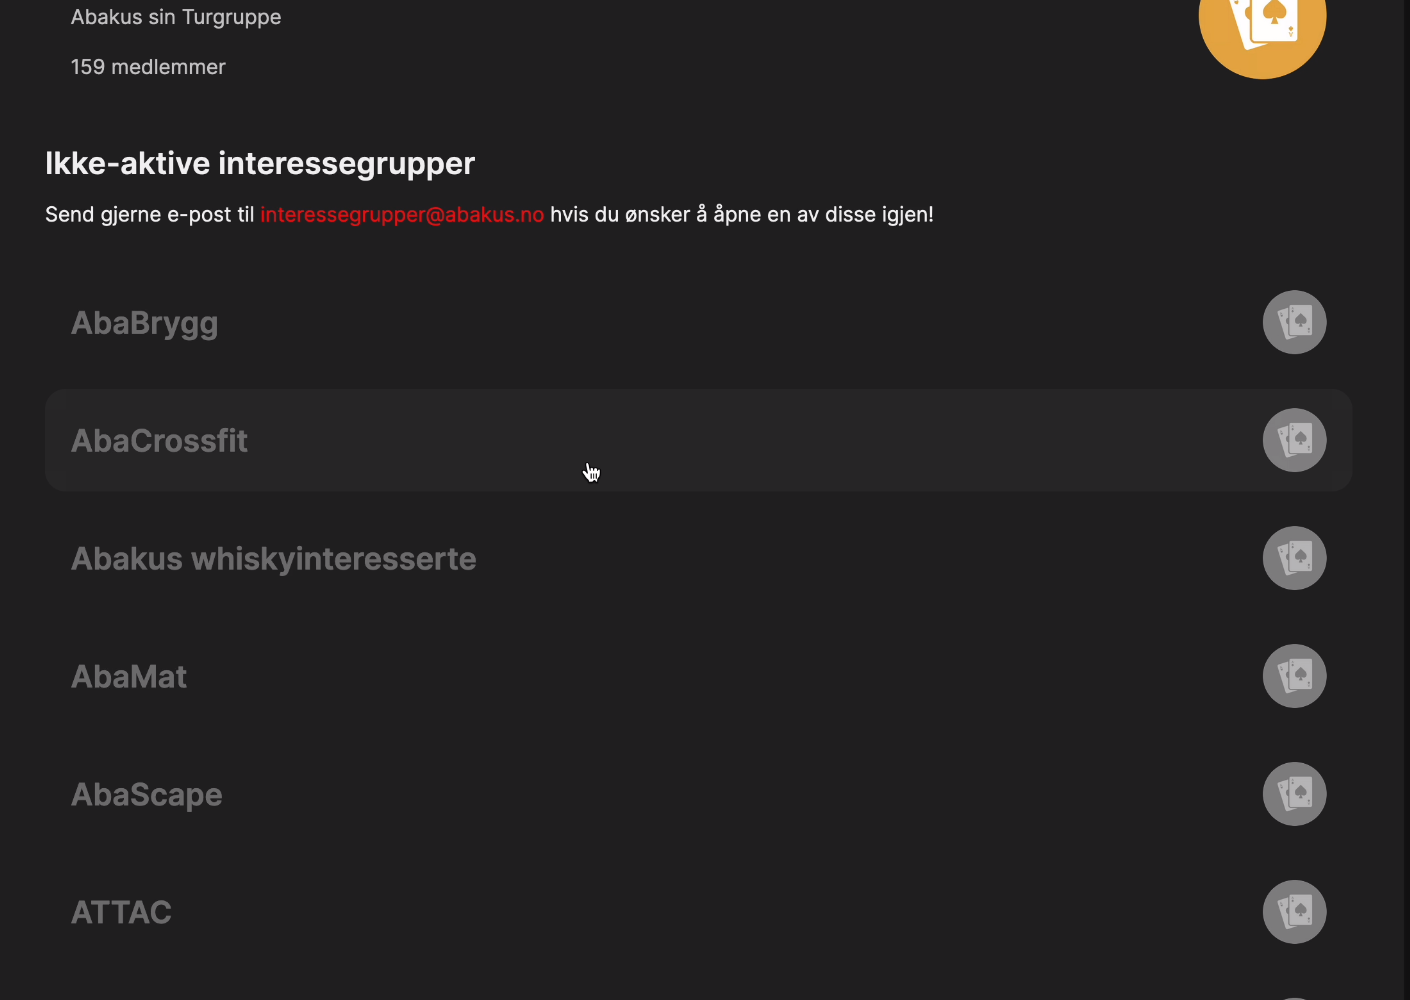 Abakus sin Turgruppe
159 medlemmer
Ikke-aktive interessegrupper
Send gjerne e-post til interessegrupper@abakus.no hvis du ønsker å åpne en av disse igjen!
AbaBrygg
AbaCrossfit
Abakus whiskyinteresserte
AbaMat
AbaScape
ATTAC